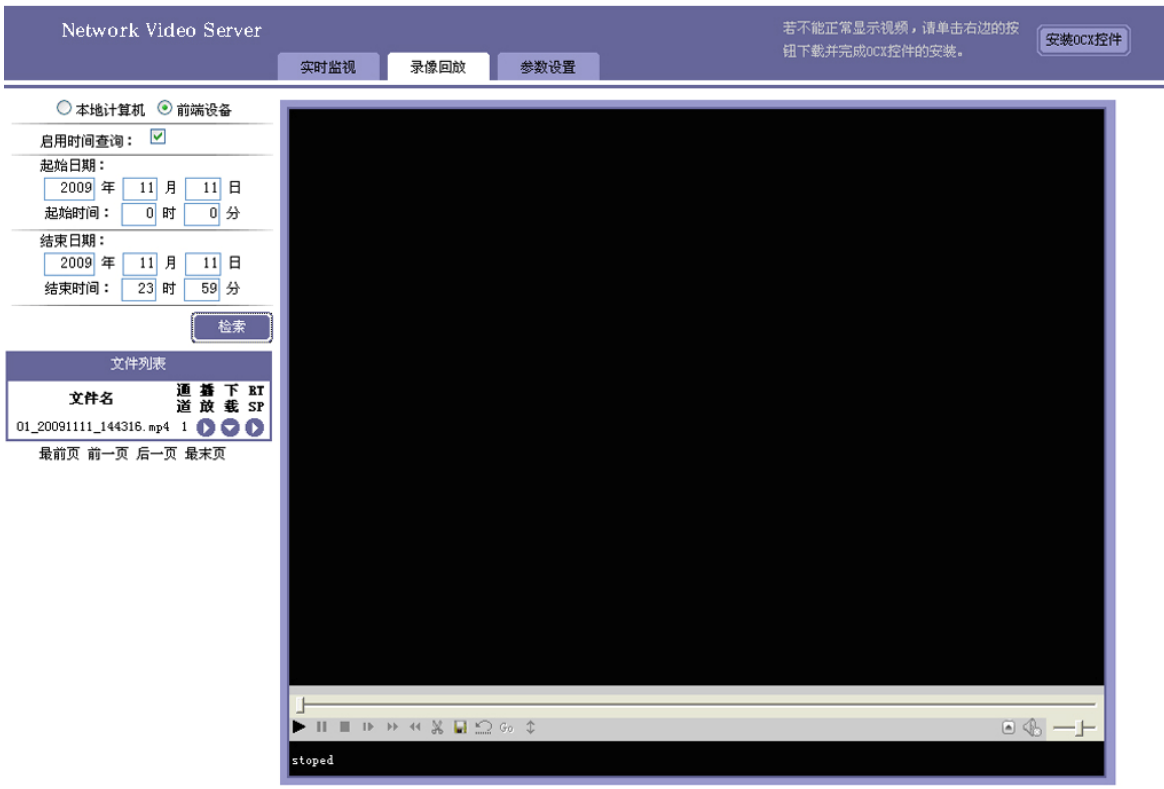 Network Video Server
若不能正常显示视频，请单击右边的按
钮下载并完成OCX控件的安装。
安装OCX控件
实时监视 录像回放 参数设置
本地计算机 前端设备
启用时间查询：
起始日期：
2009 年 11 月 11 日
起始时间： 0 时 0 分
结束日期：
2009 年 11 月 11 日
结束时间： 23 时 59 分
检索
文件列表
文件名 通道 播放 下载 RTSP
01_20091111_144316.mp4 1
最前页 前一页 后一页 最末页
Go
stoped